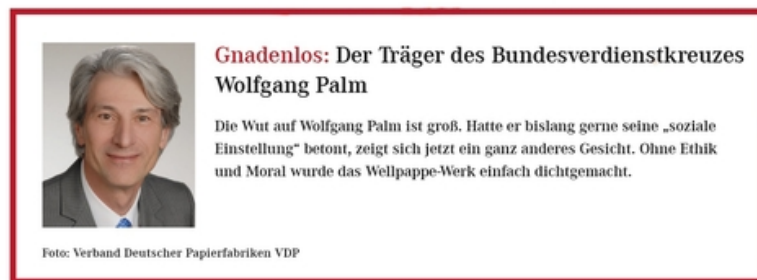 Gnadenlos: Der Träger des Bundesverdienstkreuzes
Wolfgang Palm
Die Wut auf Wolfgang Palm ist groß. Hatte er bislang gerne seine „soziale
Einstellung“ betont, zeigt sich jetzt ein ganz anderes Gesicht. Ohne Ethik
und Moral wurde das Wellpappe-Werk einfach dichtgemacht.
Foto: Verband Deutscher Papierfabriken VDP